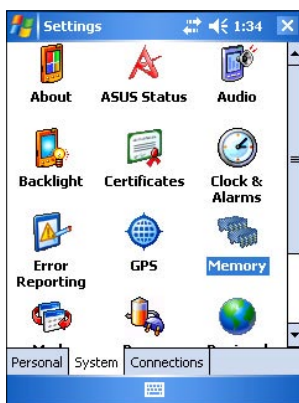 Settings 1:34
About ASUS Status Audio
Backlight Certificates Clock &
Alarms
Error GPS Memory
Reporting
Personal System Connections